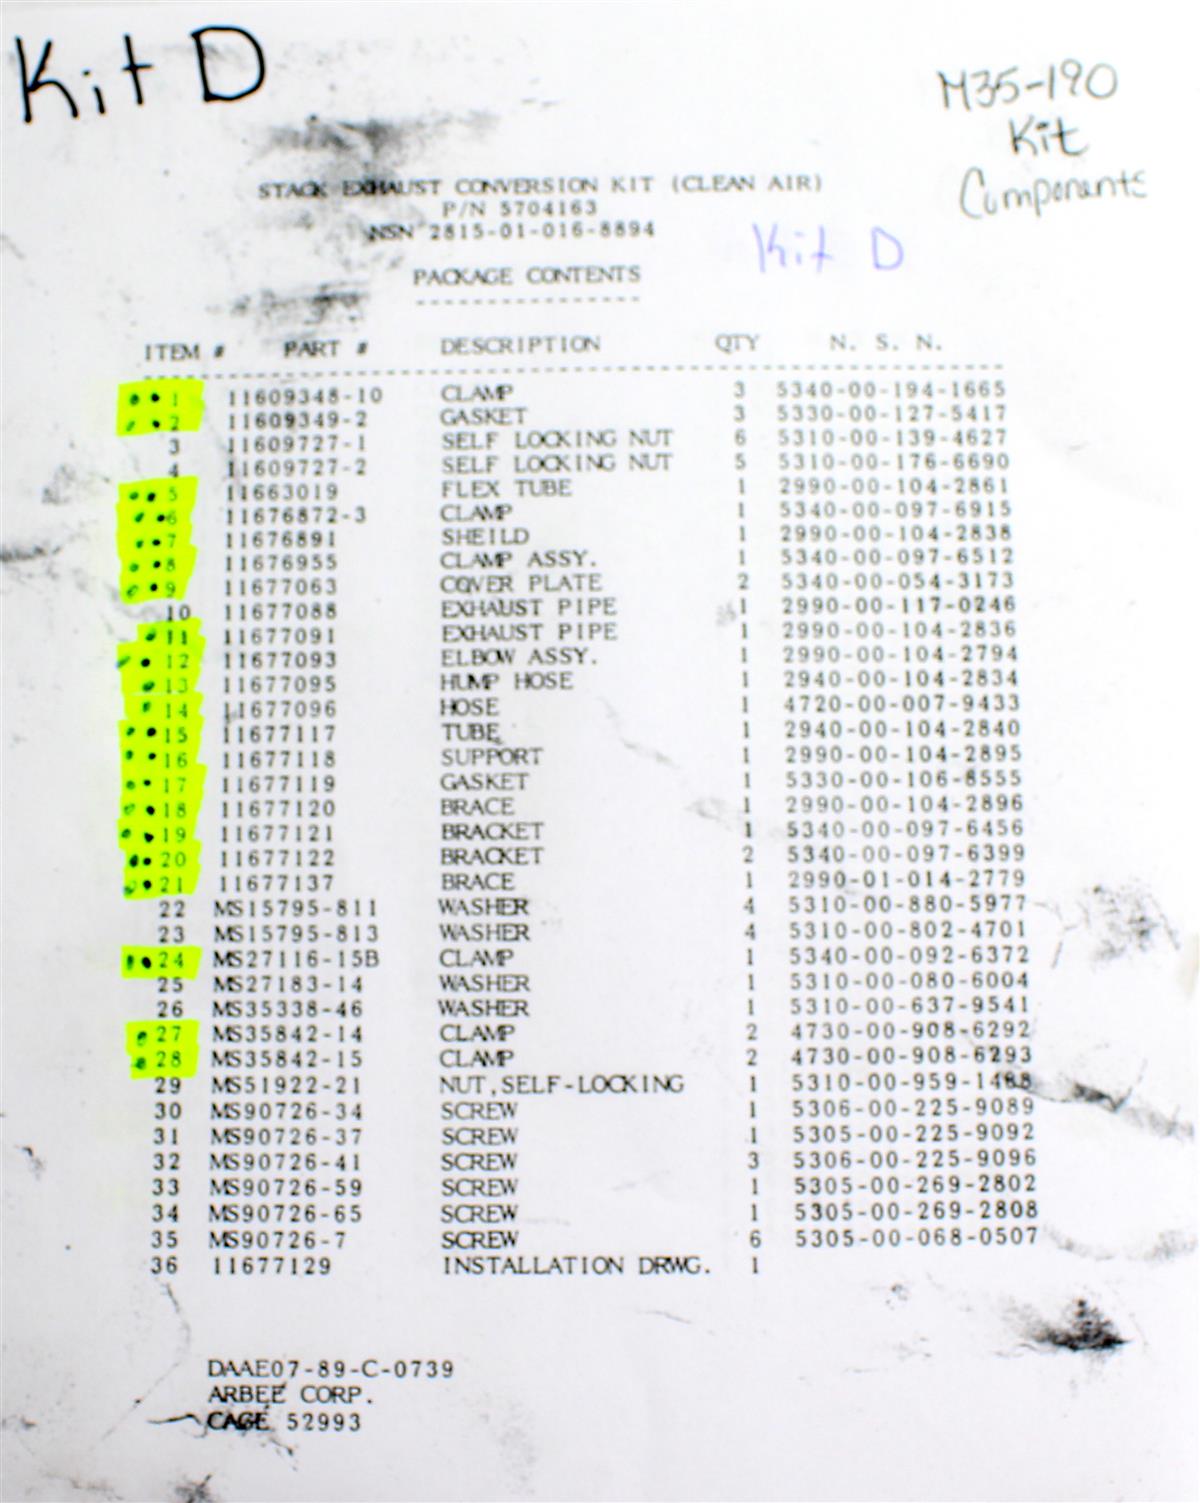 Kit D
M35-190
Kit
Components
STACK EXHAUST CONVERSION KIT (CLEAN AIR)
P/N 5704163
NSN 2815-01-016-8894
Kit D
PACKAGE CONTENTS
----------------
ITEM # PART # DESCRIPTION QTY N. S. N.
1 11609348-10 CLAMP 3 5340-00-194-1665
2 11609349-2 GASKET 3 5330-00-127-5417
3 11609727-1 SELF LOCKING NUT 6 5310-00-139-4627
4 11609727-2 SELF LOCKING NUT 5 5310-00-176-6690
5 11663019 FLEX TUBE 1 2990-00-104-2861
6 11676872-3 CLAMP 1 5340-00-097-6915
7 11676891 SHEILD 1 2990-00-104-2838
8 11676955 CLAMP ASSY. 1 5340-00-097-6512
9 11677063 COVER PLATE 2 5340-00-054-3173
10 11677088 EXHAUST PIPE 1 2990-00-117-0246
11 11677091 EXHAUST PIPE 1 2990-00-104-2836
12 11677093 ELBOW ASSY. 1 2990-00-104-2794
13 11677095 HUMP HOSE 1 2940-00-104-2834
14 11677096 HOSE 1 4720-00-007-9433
15 11677117 TUBE 1 2940-00-104-2840
16 11677118 SUPPORT 1 2990-00-104-2895
17 11677119 GASKET 1 5330-00-106-8555
18 11677120 BRACE 1 2990-00-104-2896
19 11677121 BRACKET 1 5340-00-097-6456
20 11677122 BRACKET 2 5340-00-097-6399
21 11677137 BRACE 1 2990-01-014-2779
22 MS15795-811 WASHER 4 5310-00-880-5977
23 MS15795-813 WASHER 4 5310-00-802-4701
24 MS27116-15B CLAMP 1 5340-00-092-6372
25 MS27183-14 WASHER 1 5310-00-080-6004
26 MS35338-46 WASHER 1 5310-00-637-9541
27 MS35842-14 CLAMP 2 4730-00-908-6292
28 MS35842-15 CLAMP 2 4730-00-908-6293
29 MS51922-21 NUT,SELF-LOCKING 1 5310-00-959-1488
30 MS90726-34 SCREW 1 5306-00-225-9089
31 MS90726-37 SCREW 1 5305-00-225-9092
32 MS90726-41 SCREW 3 5306-00-225-9096
33 MS90726-59 SCREW 1 5305-00-269-2802
34 MS90726-65 SCREW 1 5305-00-269-2808
35 MS90726-7 SCREW 6 5305-00-068-0507
36 11677129 INSTALLATION DRWG. 1
DAAE07-89-C-0739
ARBEE CORP.
CAGE 52993